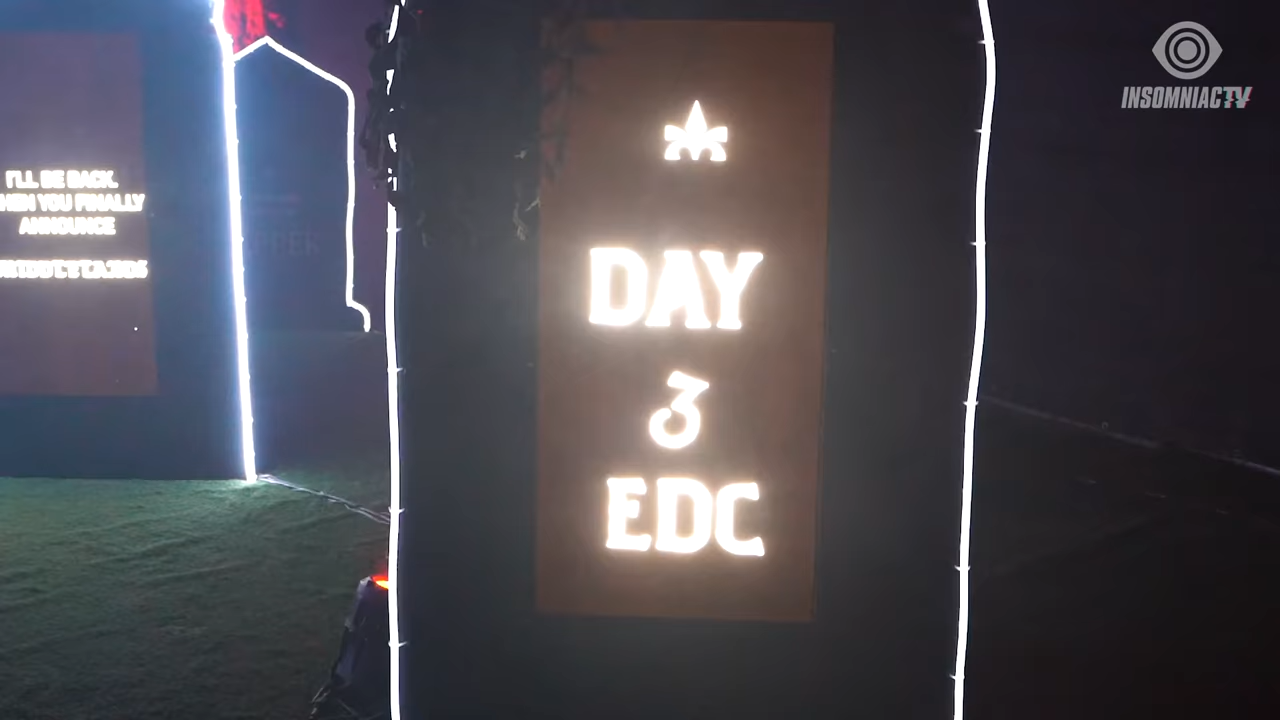 I'LL BE BACK.
WHEN YOU FINALLY
ANNOUNCE
DAY
3
EDC
INSOMNIACTV